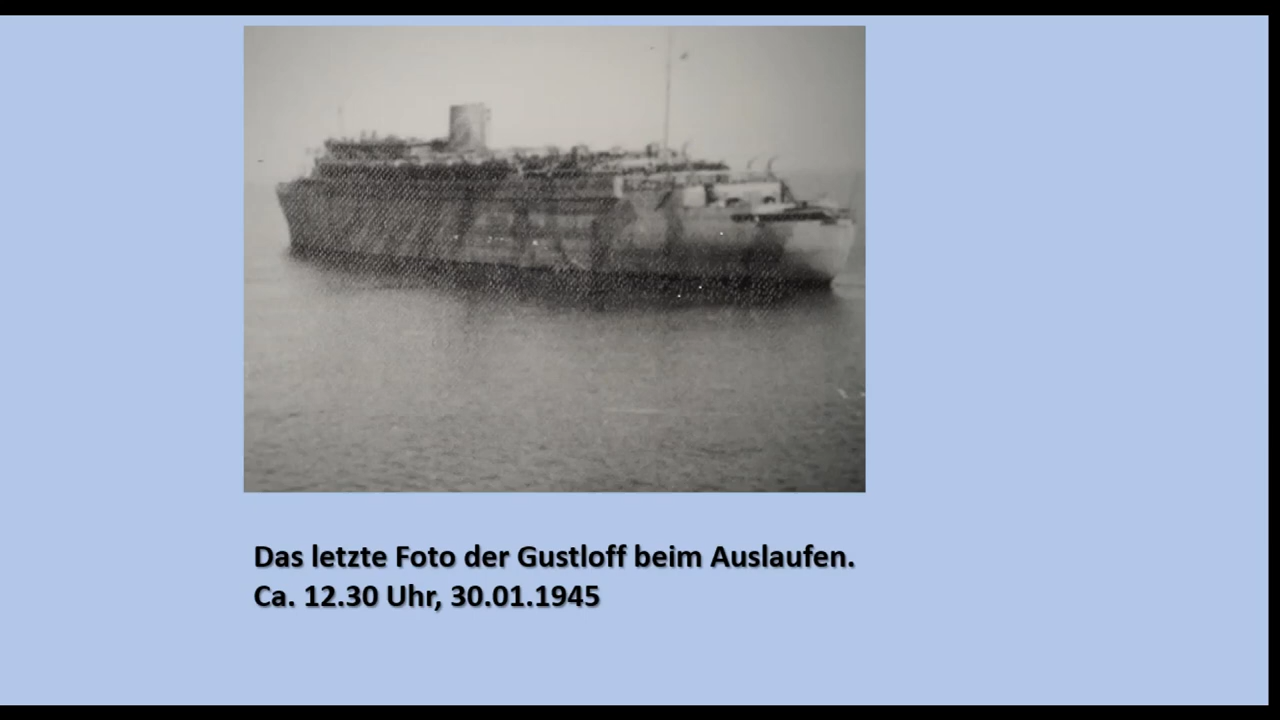 Das letzte Foto der Gustloff beim Auslaufen.
Ca. 12.30 Uhr, 30.01.1945